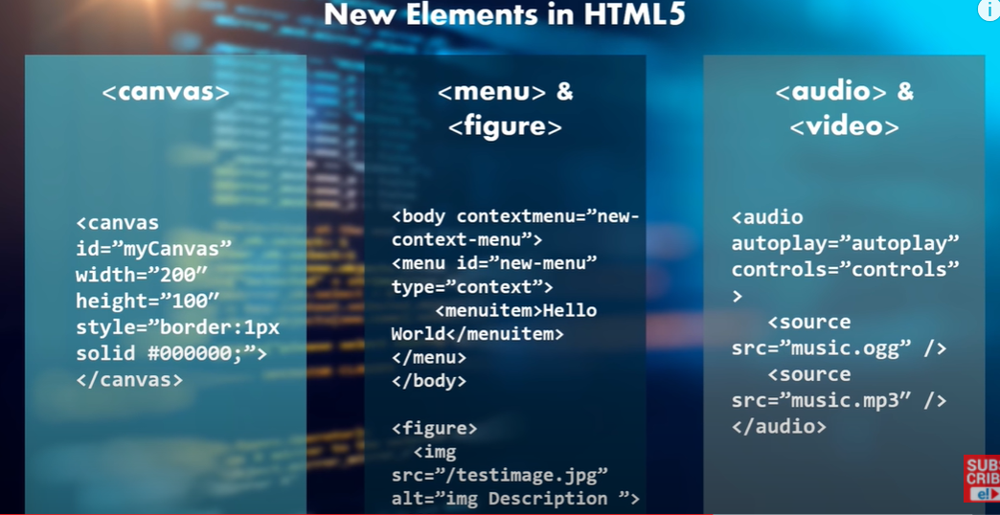 New Elements in HTML5
i
<canvas>
<canvas
id=”myCanvas”
width=”200”
height=”100”
style=”border:1px
solid #000000;”>
</canvas>
<menu> &
<figure>
<body contextmenu=”new-
context-menu”>
<menu id=”new-menu”
type=”context”>
<menuitem>Hello
World</menuitem>
</menu>
</body>
<figure>
<img
src=”/testimage.jpg”
alt=”img Description ”>
<audio> &
<video>
<audio
autoplay=”autoplay”
controls=”controls”
>
<source
src=”music.ogg” />
<source
src=”music.mp3” />
</audio>
SUBS
CRIB
e!